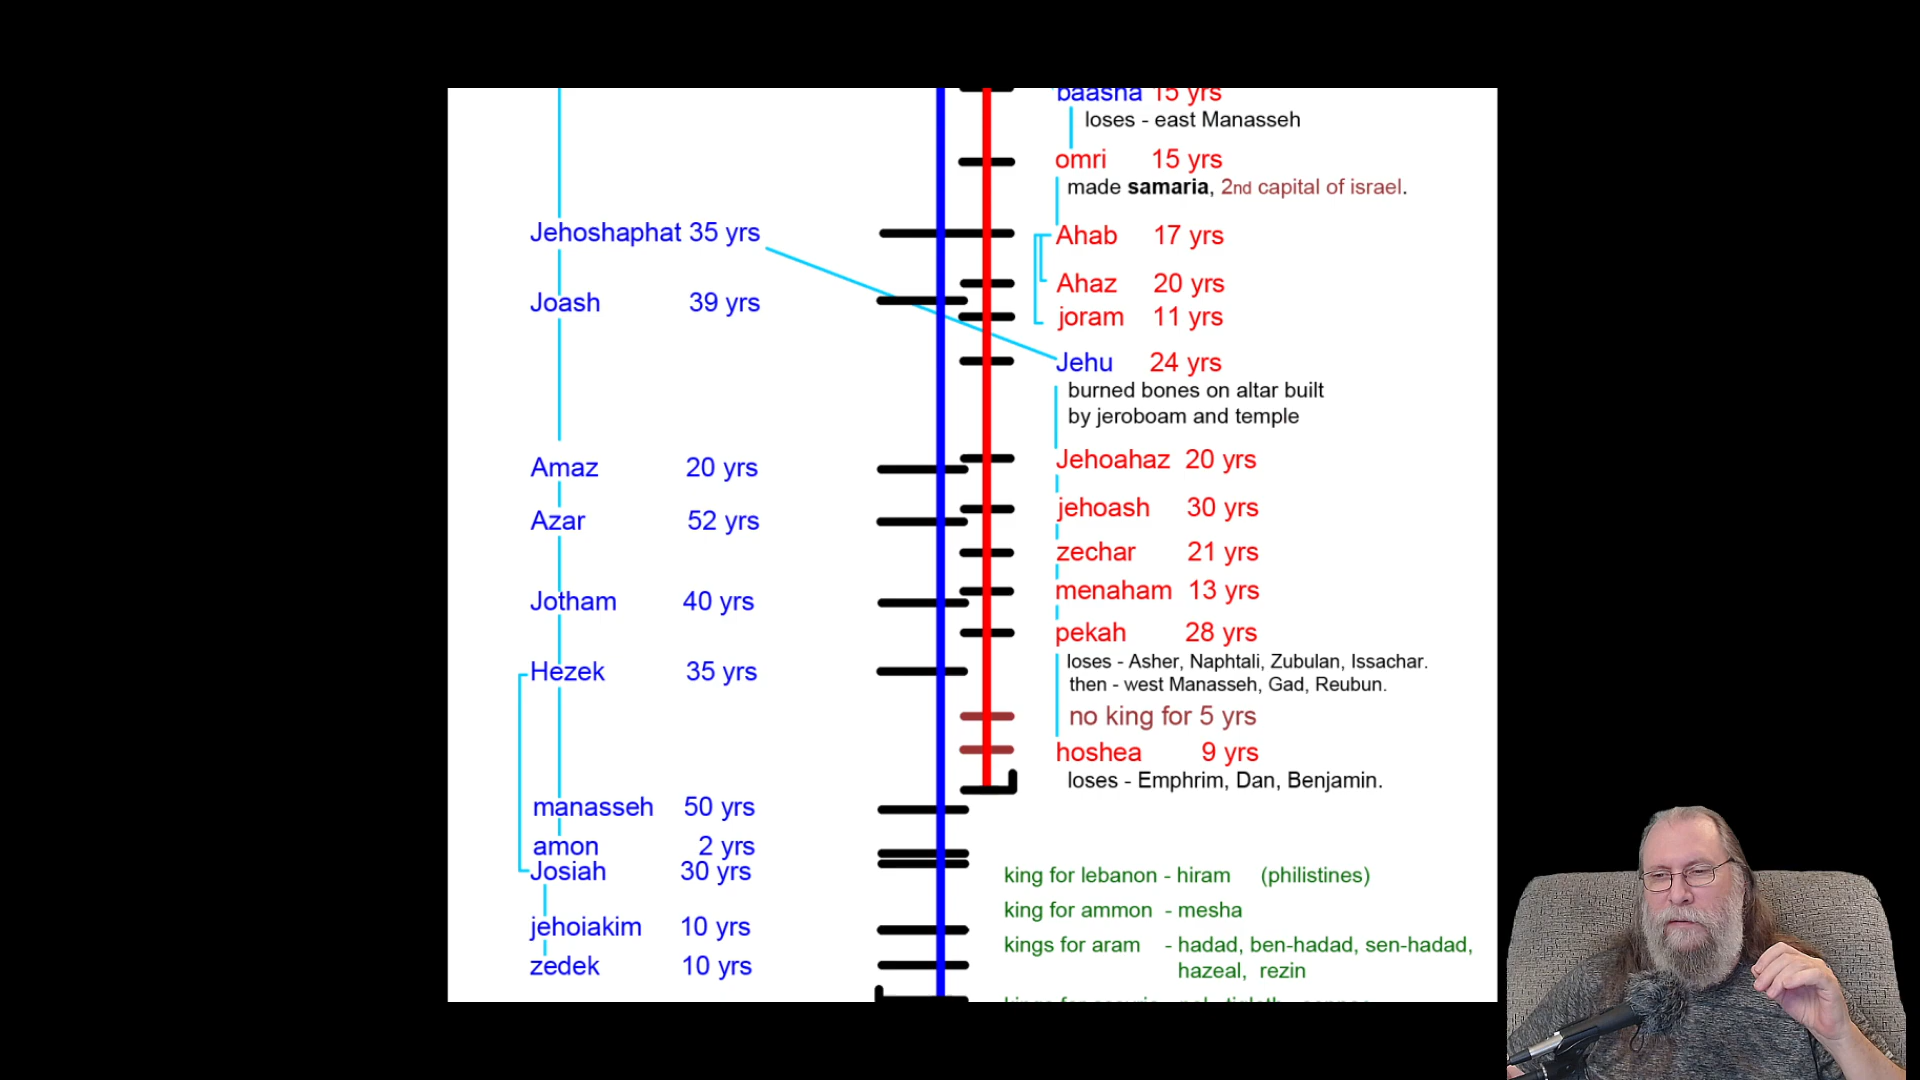 baasha 15 yrs
loses - east Manasseh
omri 15 yrs
made samaria, 2nd capital of israel.
Jehoshaphat 35 yrs
Ahab 17 yrs
Ahaz 20 yrs
Joash 39 yrs
joram 11 yrs
Jehu 24 yrs
burned bones on altar built
by jeroboam and temple
Amaz 20 yrs
Jehoahaz 20 yrs
Azar 52 yrs
jehoash 30 yrs
zechar 21 yrs
Jotham 40 yrs
menaham 13 yrs
pekah 28 yrs
loses - Asher, Naphtali, Zubulan, Issachar.
then - west Manasseh, Gad, Reubun.
Hezek 35 yrs
no king for 5 yrs
hoshea 9 yrs
loses - Emphrim, Dan, Benjamin.
manasseh 50 yrs
amon 2 yrs
Josiah 30 yrs
jehoiakim 10 yrs
zedek 10 yrs
king for lebanon - hiram (philistines)
king for ammon - mesha
kings for aram - hadad, ben-hadad, sen-hadad,
hazeal, rezin